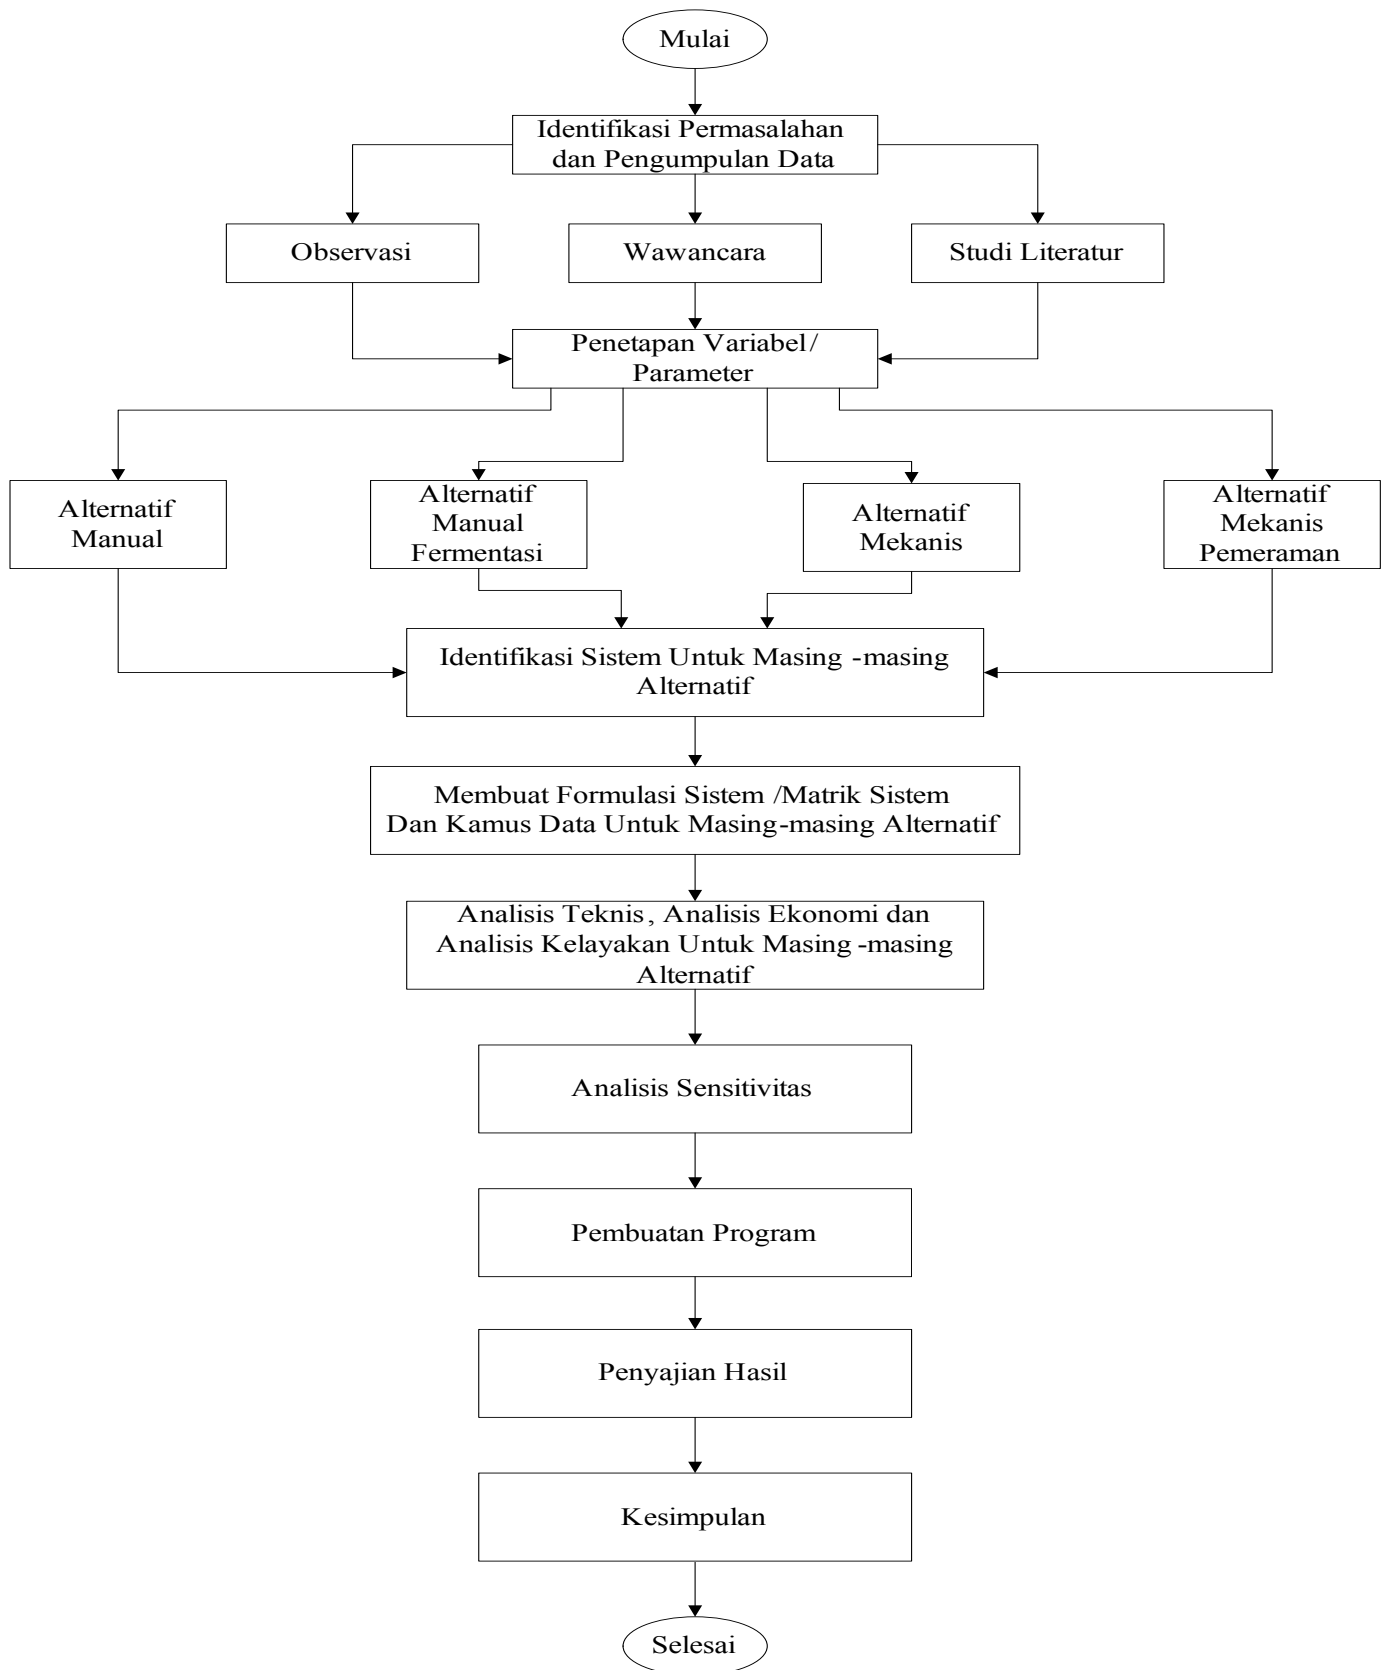 Mulai
Identifikasi Permasalahan
dan Pengumpulan Data
Observasi
Wawancara
Studi Literatur
Penetapan Variabel/
Parameter
Alternatif
Manual
Alternatif
Manual
Fermentasi
Alternatif
Mekanis
Alternatif
Mekanis
Pemeraman
Identifikasi Sistem Untuk Masing -masing
Alternatif
Membuat Formulasi Sistem /Matrik Sistem
Dan Kamus Data Untuk Masing-masing Alternatif
Analisis Teknis, Analisis Ekonomi dan
Analisis Kelayakan Untuk Masing -masing
Alternatif
Analisis Sensitivitas
Pembuatan Program
Penyajian Hasil
Kesimpulan
Selesai